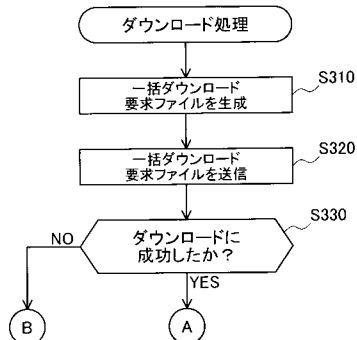 ダウンロード処理
S310
一括ダウンロード
要求ファイルを生成
S320
一括ダウンロード
要求ファイルを送信
S330
ダウンロードに
成功したか？
NO
YES
B
A